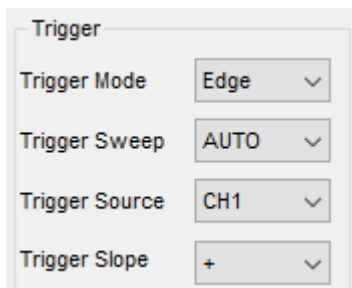 Trigger
Trigger Mode Edge
Trigger Sweep AUTO
Trigger Source CH1
Trigger Slope +